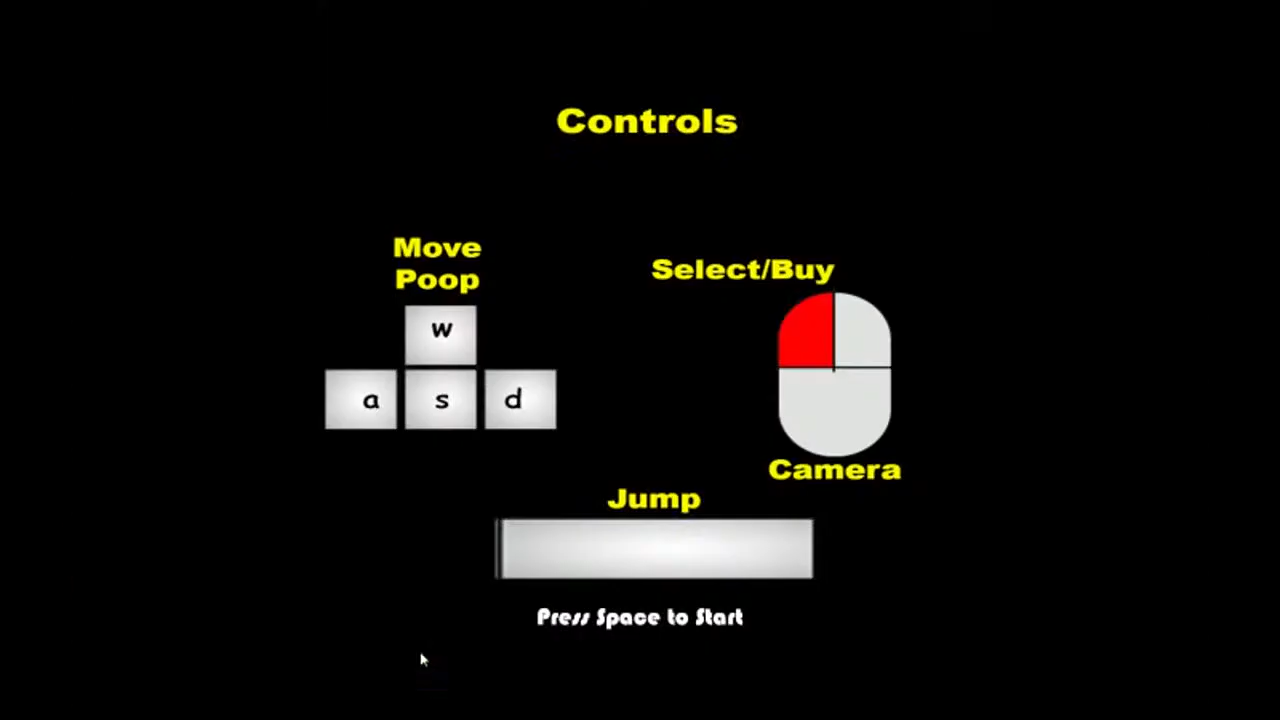 Controls
Move
Poop
w
a s d
Select/Buy
Camera
Jump
Press Space to Start